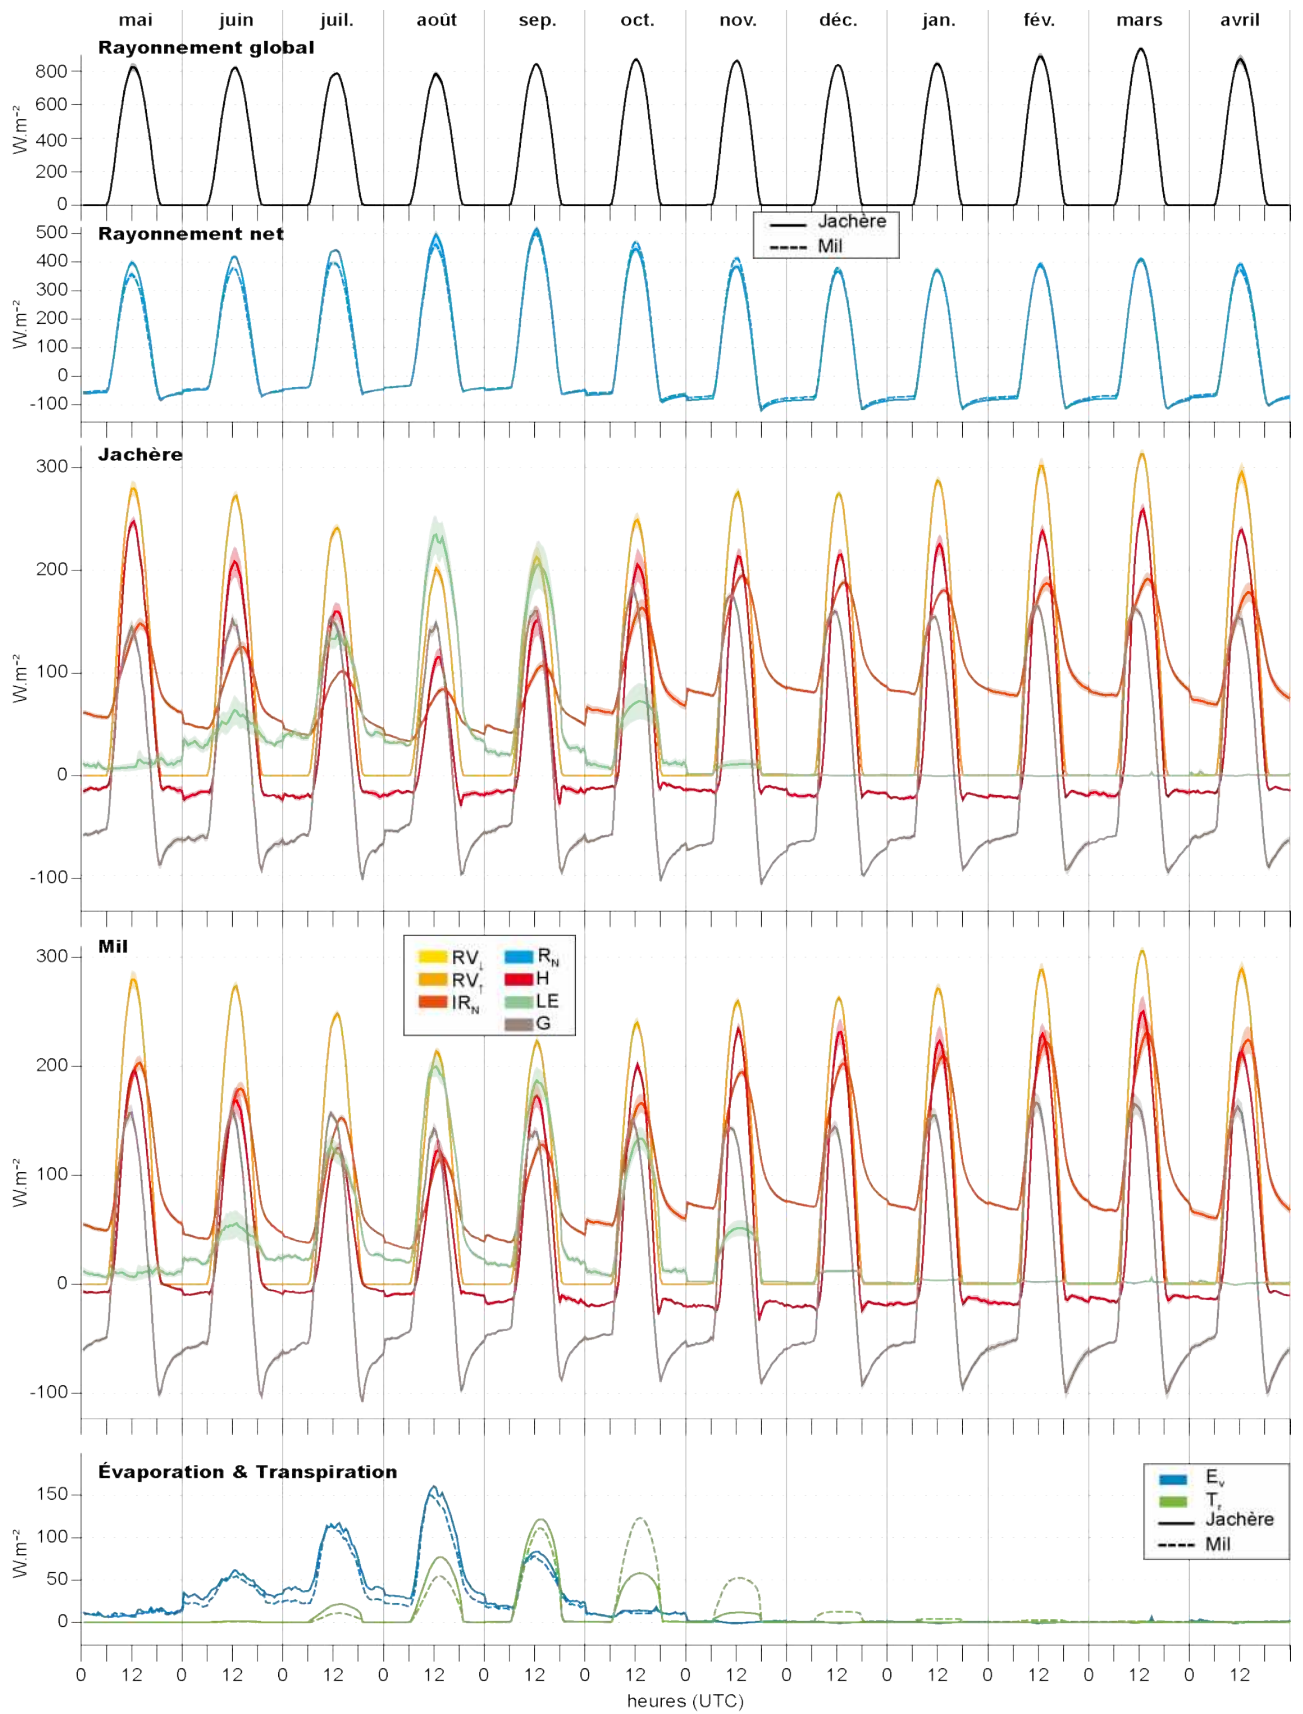 mai juin juil. août sep. oct. nov. déc. jan. fév. mars avril
Rayonnement global
800
600
400
200
0
W.m⁻²
Jachère
Mil
Rayonnement net
500
400
300
200
100
0
-100
W.m⁻²
Jachère
300
200
100
0
-100
W.m⁻²
Mil
RV↓ R_N
RV↑ H
IR_N LE
G
300
200
100
0
-100
W.m⁻²
Évaporation & Transpiration
E_v
T_r
Jachère
Mil
150
100
50
0
W.m⁻²
0 12 0 12 0 12 0 12 0 12 0 12 0 12 0 12 0 12 0 12 0 12 0 12
heures (UTC)